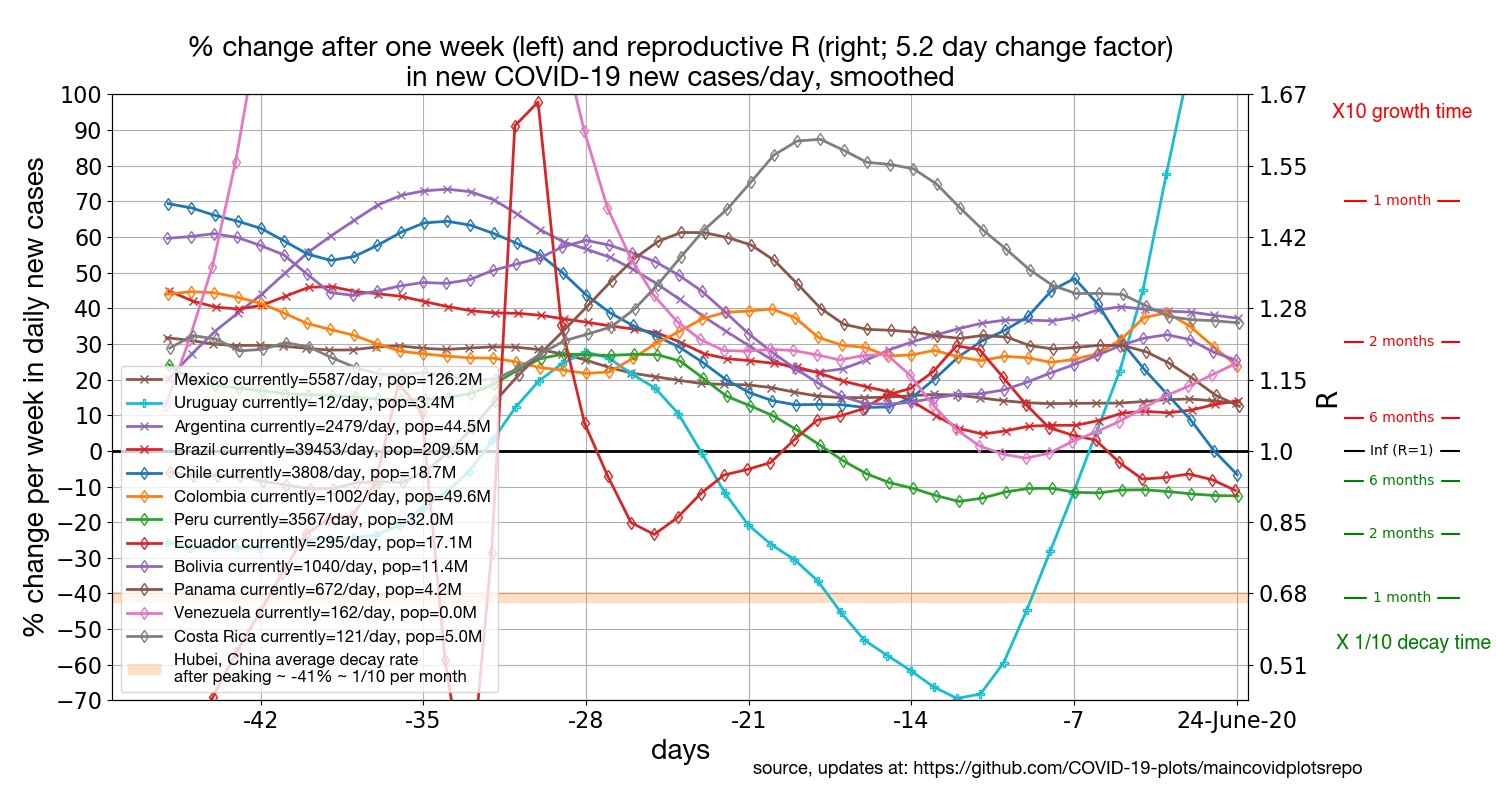 % change after one week (left) and reproductive R (right; 5.2 day change factor)
in new COVID-19 new cases/day, smoothed
% change per week in daily new cases
100
90
80
70
60
50
40
30
20
10
0
−10
−20
−30
−40
−50
−60
−70
Mexico currently=5587/day, pop=126.2M
Uruguay currently=12/day, pop=3.4M
Argentina currently=2479/day, pop=44.5M
Brazil currently=39453/day, pop=209.5M
Chile currently=3808/day, pop=18.7M
Colombia currently=1002/day, pop=49.6M
Peru currently=3567/day, pop=32.0M
Ecuador currently=295/day, pop=17.1M
Bolivia currently=1040/day, pop=11.4M
Panama currently=672/day, pop=4.2M
Venezuela currently=162/day, pop=0.0M
Costa Rica currently=121/day, pop=5.0M
Hubei, China average decay rate
after peaking ~ -41% ~ 1/10 per month
-42
-35
-28
-21
-14
-7
24-June-20
days
1.67
1.55
1.42
1.28
1.15
1.0
0.85
0.68
0.51
R
X10 growth time
1 month
2 months
6 months
Inf (R=1)
6 months
2 months
1 month
X 1/10 decay time
source, updates at: https://github.com/COVID-19-plots/maincovidplotsrepo